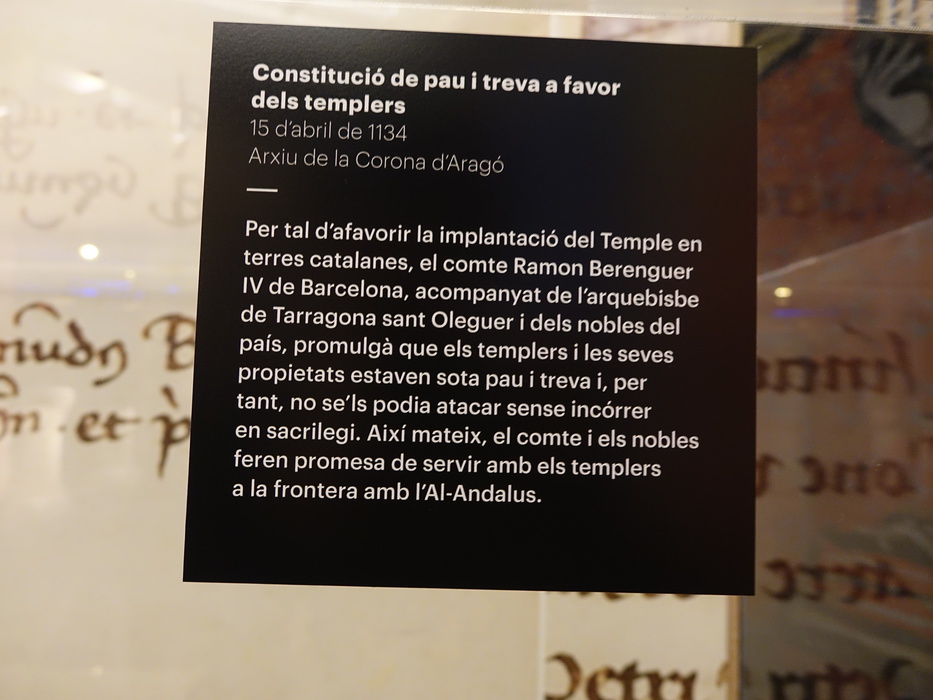 Constitució de pau i treva a favor
dels templers
15 d'abril de 1134
Arxiu de la Corona d'Aragó
Per tal d'afavorir la implantació del Temple en
terres catalanes, el comte Ramon Berenguer
IV de Barcelona, acompanyat de l'arquebisbe
de Tarragona sant Oleguer i dels nobles del
país, promulgà que els templers i les seves
propietats estaven sota pau i treva i, per
tant, no se'ls podia atacar sense incórrer
en sacrilegi. Així mateix, el comte i els nobles
feren promesa de servir amb els templers
a la frontera amb l'Al-Andalus.